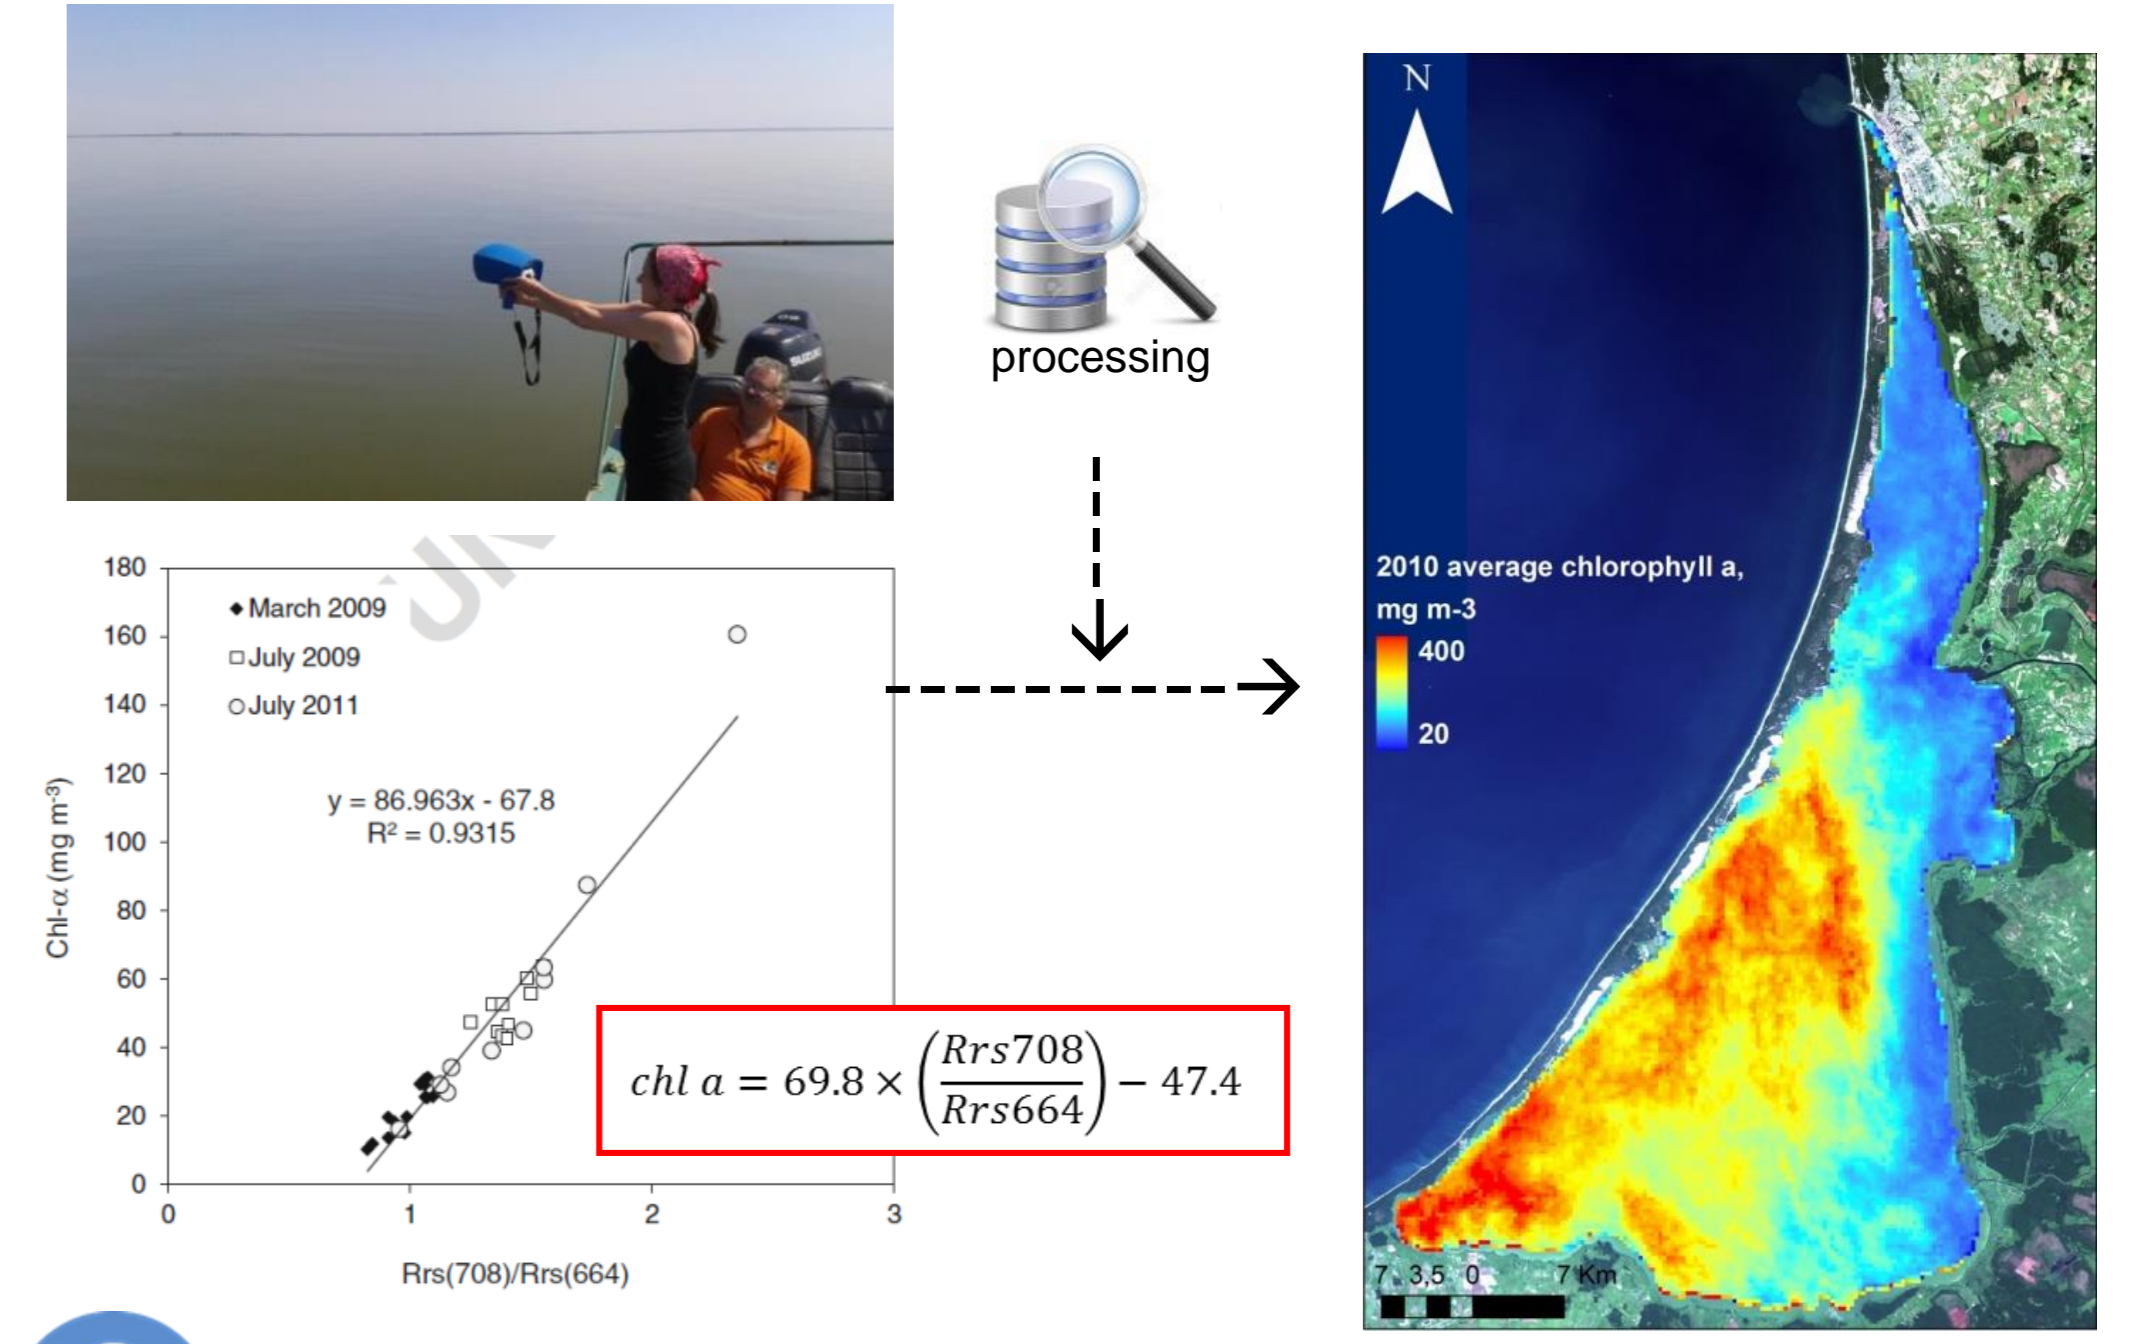 SUZUKI
processing
180
160
140
120
100
80
60
40
20
0
0 1 2 3
Chl-α (mg m-3)
Rrs(708)/Rrs(664)
March 2009
July 2009
July 2011
y = 86.963x - 67.8
R² = 0.9315
chl a = 69.8 × (Rrs708/Rrs664) − 47.4
N
2010 average chlorophyll a,
mg m-3
400
20
7 3,5 0 7 Km